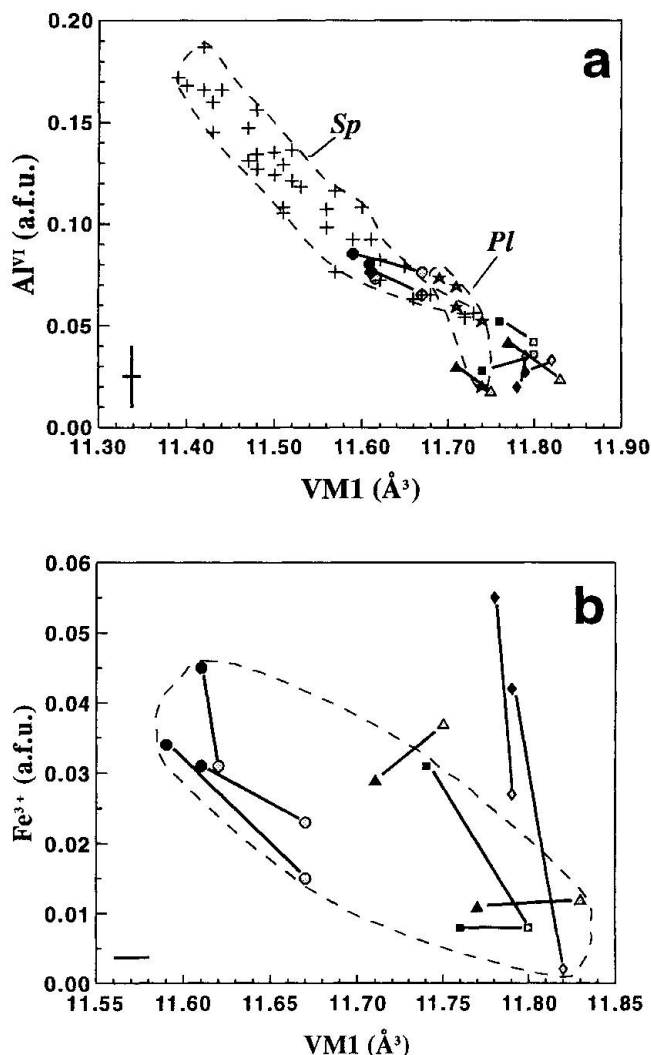 0.20
a
0.15
Sp
Al^VI (a.f.u.)
Pl
0.10
0.05
0.00
11.30 11.40 11.50 11.60 11.70 11.80 11.90
VM1 (Å³)
0.06
b
0.05
0.04
Fe³⁺ (a.f.u.)
0.03
0.02
0.01
0.00
11.55 11.60 11.65 11.70 11.75 11.80 11.85
VM1 (Å³)